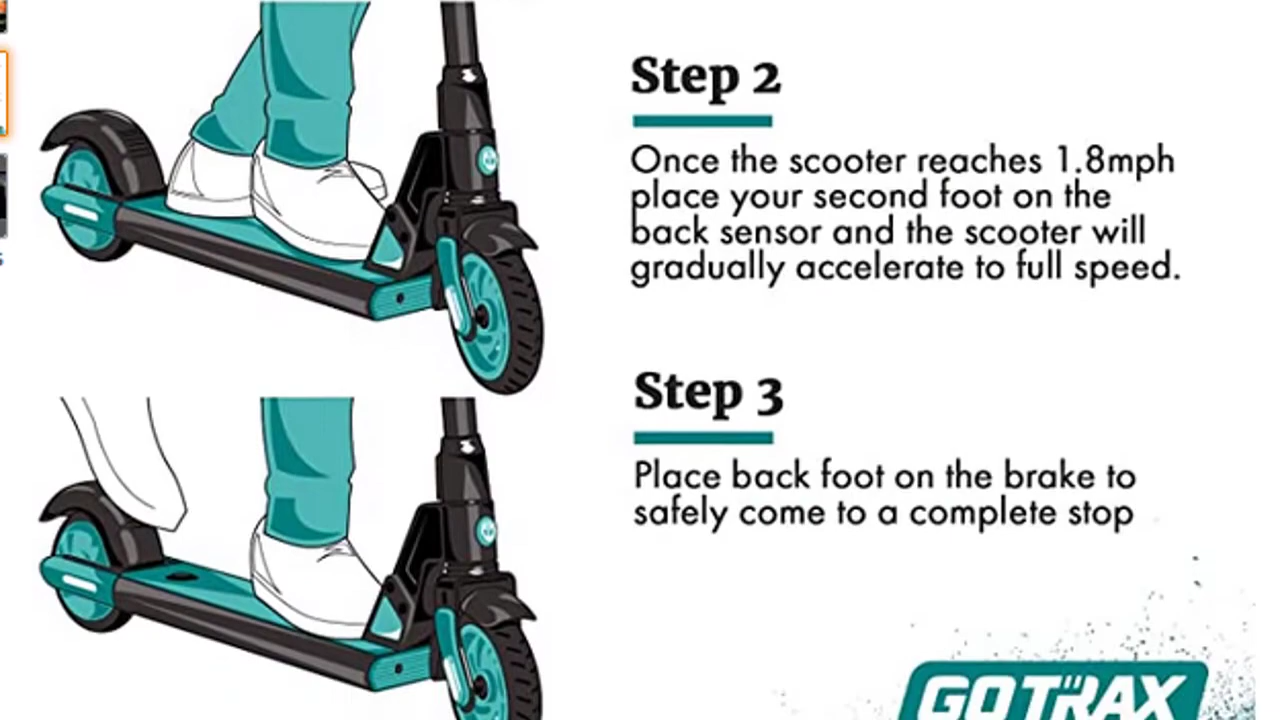 Step 2
Once the scooter reaches 1.8mph
place your second foot on the
back sensor and the scooter will
gradually accelerate to full speed.
Step 3
Place back foot on the brake to
safely come to a complete stop
GOTRAX